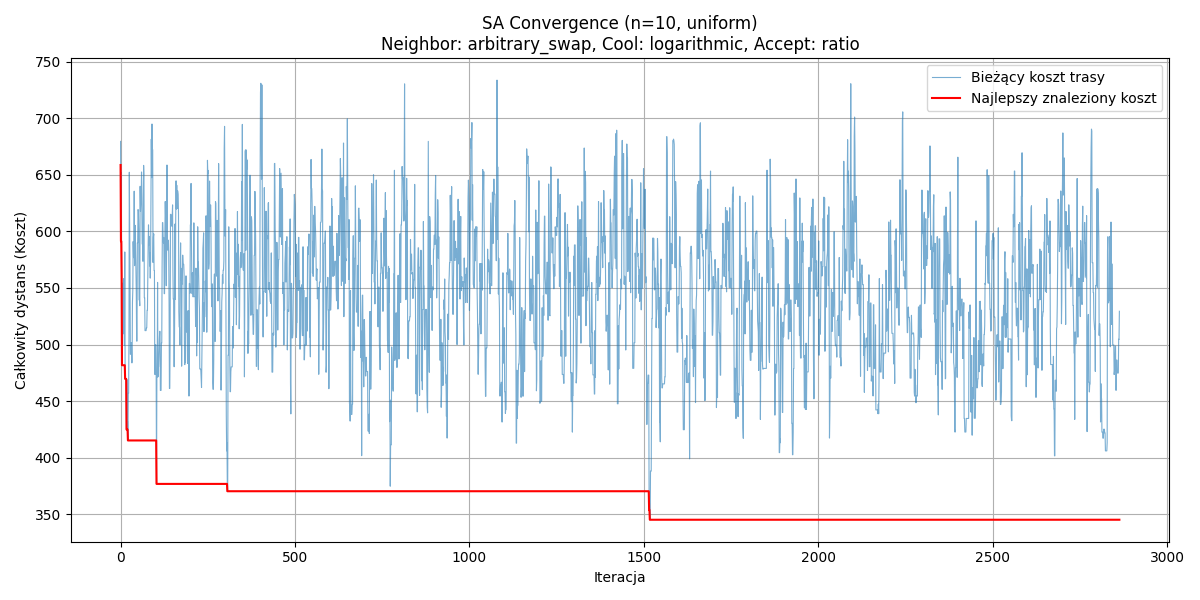 SA Convergence (n=10, uniform)
Neighbor: arbitrary_swap, Cool: logarithmic, Accept: ratio
Bieżący koszt trasy
Najlepszy znaleziony koszt
Całkowity dystans (Koszt)
750
700
650
600
550
500
450
400
350
0
500
1000
1500
2000
2500
3000
Iteracja